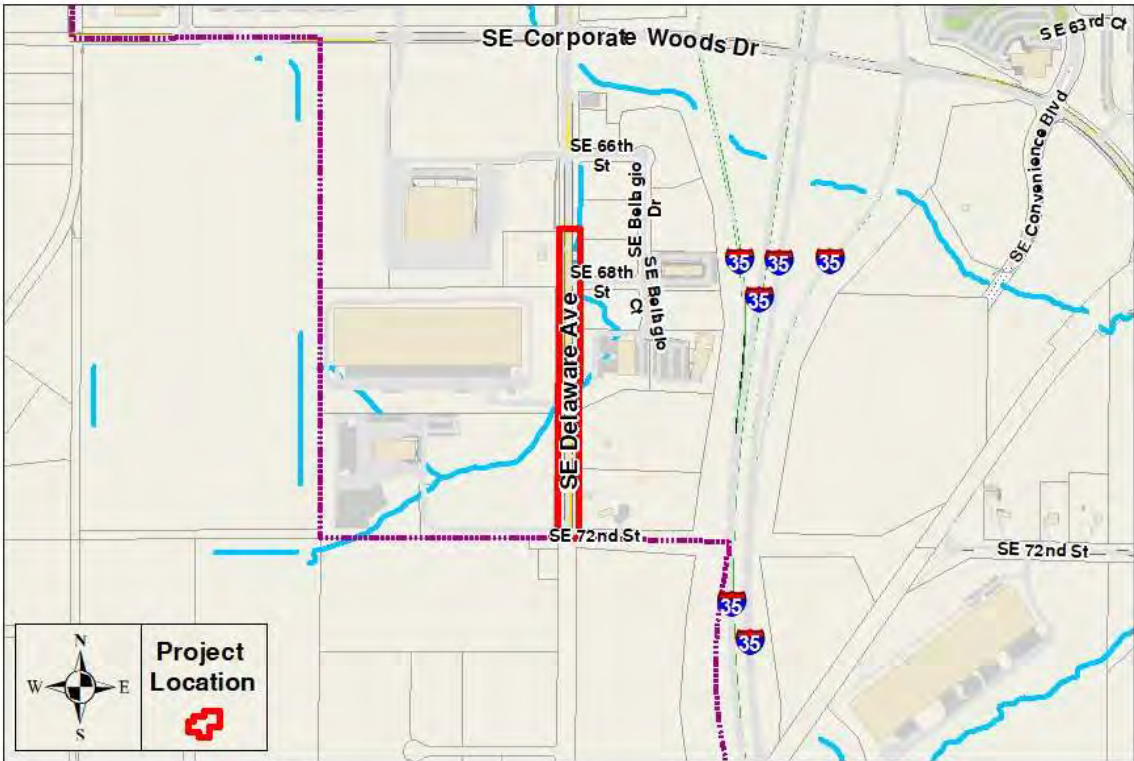 SE Corporate Woods Dr
SE 63rd Ct
SE Convenience Blvd
SE 66th
St
SE Bellagio
Dr
SE 68th
St
SE Bellagio
Ct
SE Delaware Ave
35
35
35
35
SE 72nd St
SE 72nd St
35
35
N
W
E
S
Project
Location